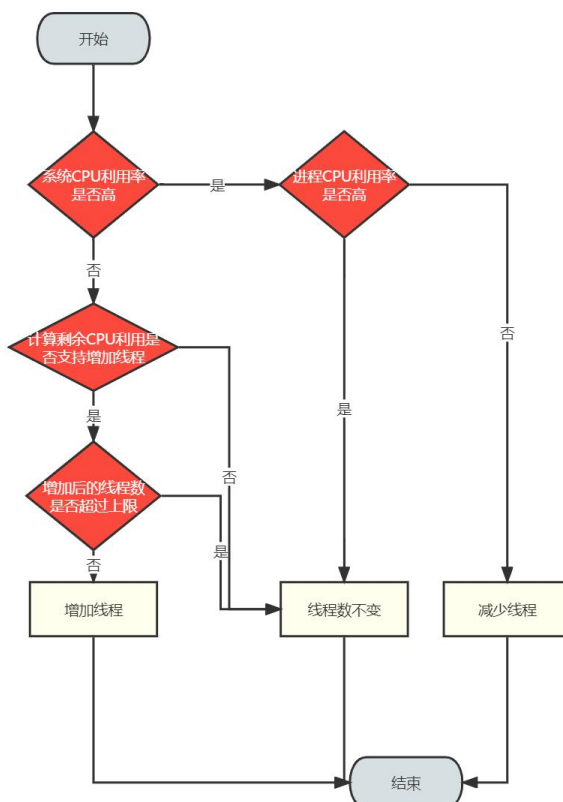 开始
系统CPU利用率
是否高
是
进程CPU利用率
是否高
否
计算剩余CPU利用是
否支持增加线程
否
是
是
否
增加后的线程数
是否超过上限
是
否
增加线程
线程数不变
减少线程
结束